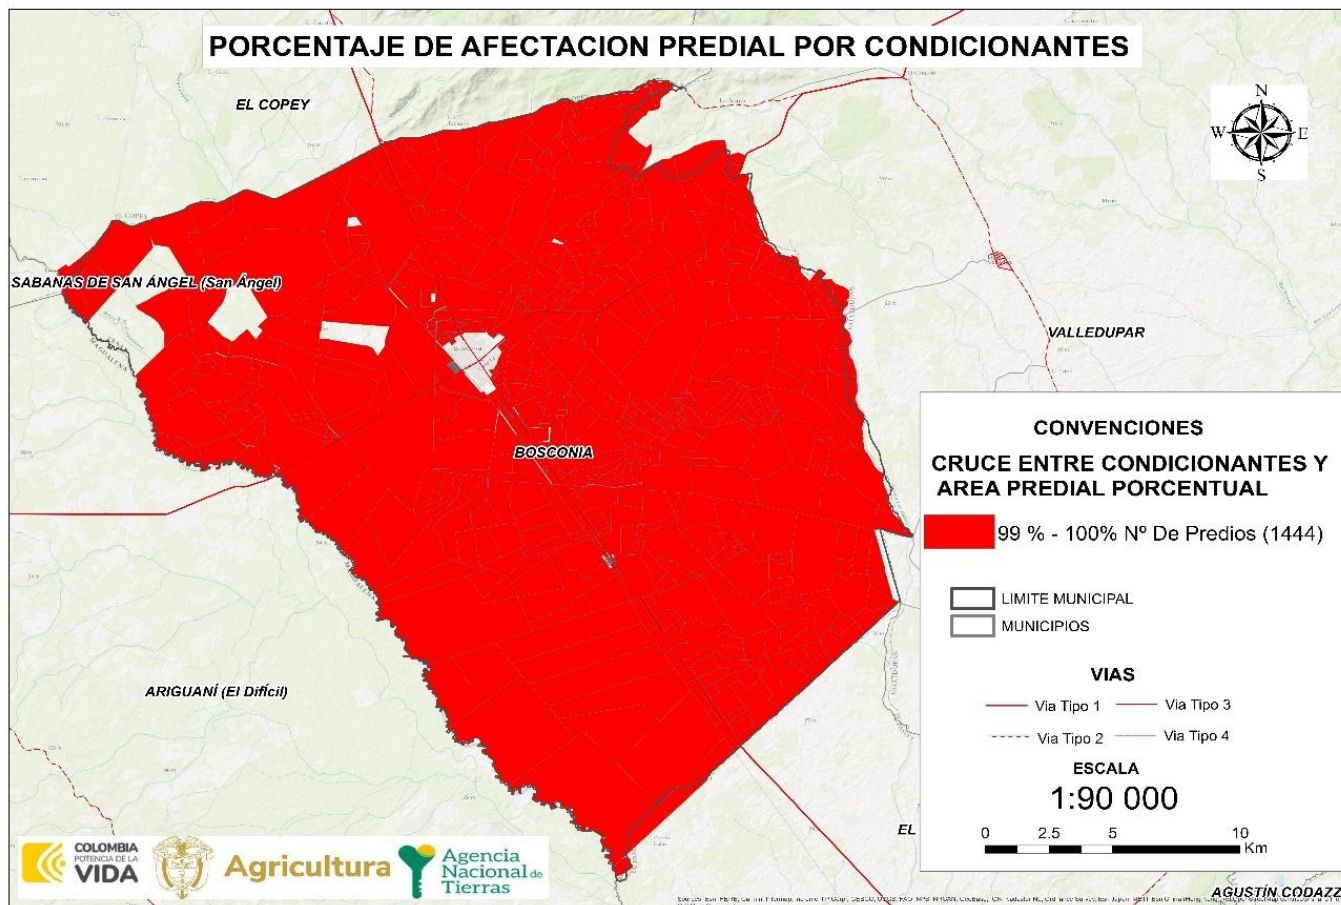 PORCENTAJE DE AFECTACION PREDIAL POR CONDICIONANTES
EL COPEY
N
W E
S
EL COPEY
SABANAS DE SAN ÁNGEL (San Ángel)
MAGDALENA
VALLEDUPAR
BOSCONIA
ARIGUANÍ (El Difícil)
EL
AGUSTÍN CODAZZ
CONVENCIONES
CRUCE ENTRE CONDICIONANTES Y
AREA PREDIAL PORCENTUAL
99 % - 100% Nº De Predios (1444)
LIMITE MUNICIPAL
MUNICIPIOS
VIAS
Via Tipo 1
Via Tipo 3
Via Tipo 2
Via Tipo 4
ESCALA
1:90 000
0 2.5 5 10
Km
COLOMBIA
POTENCIA DE LA
VIDA
Agricultura
Agencia
Nacional de
Tierras